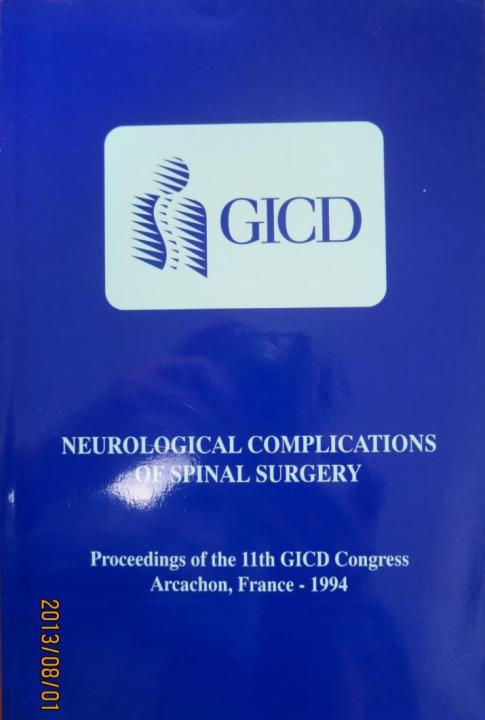 GICD
NEUROLOGICAL COMPLICATIONS
OF SPINAL SURGERY
Proceedings of the 11th GICD Congress
Arcachon, France - 1994
2013/08/01